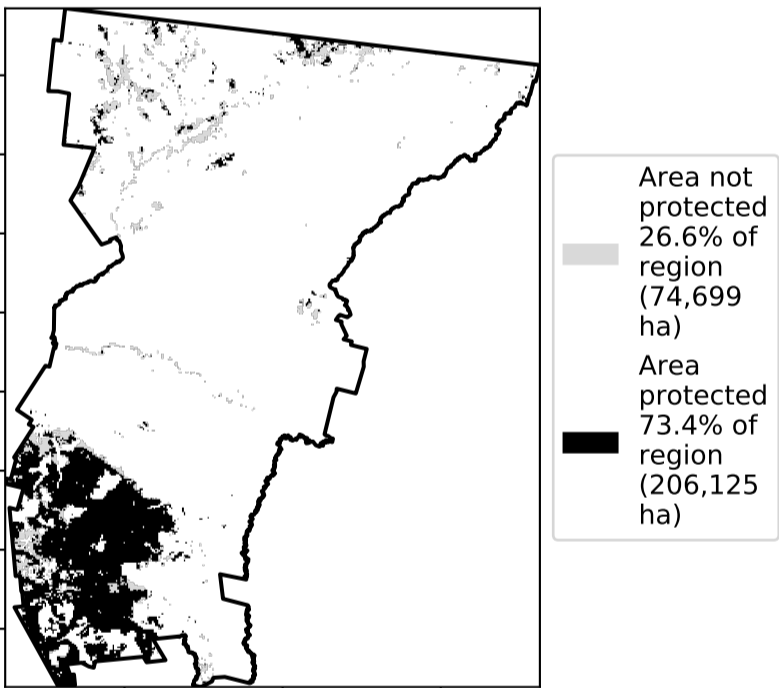 Area not
protected
26.6% of
region
(74,699
ha)
Area
protected
73.4% of
region
(206,125
ha)